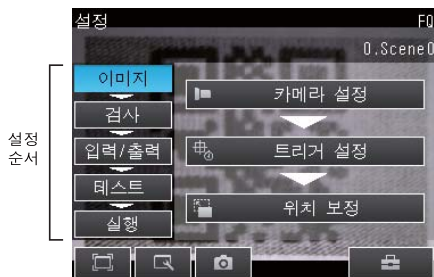 설정
FQ
0.Scene0
설정
순서
이미지
검사
입력/출력
테스트
실행
카메라 설정
트리거 설정
위치 보정